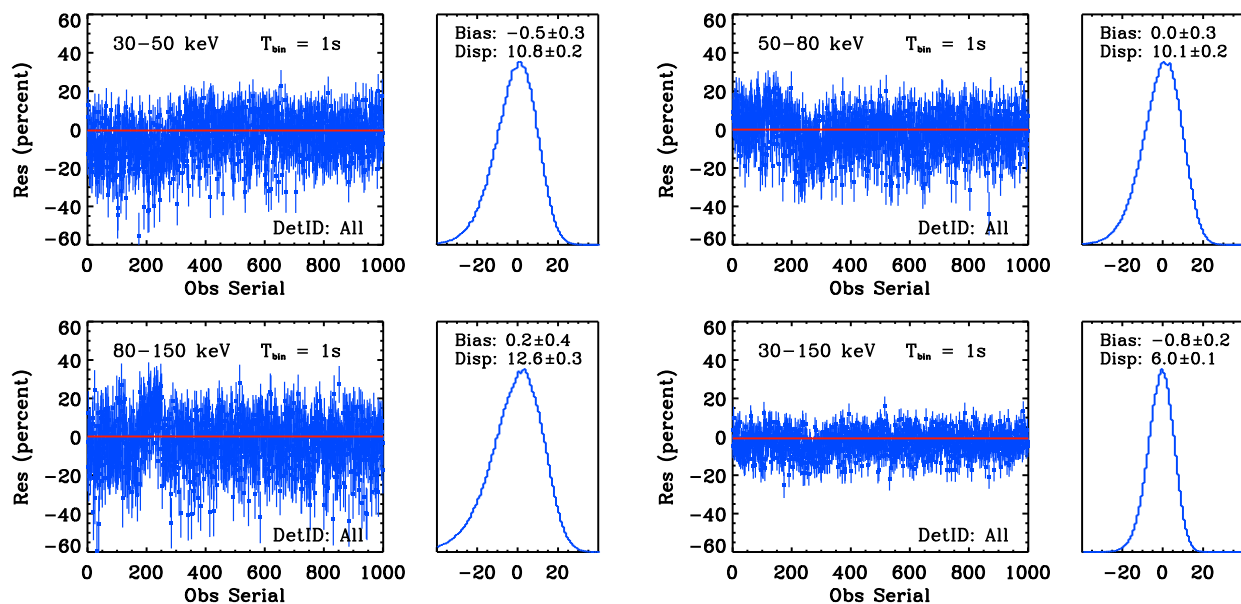 30−50 keV T_bin = 1s
Bias: −0.5±0.3
Disp: 10.8±0.2
Res (percent)
60
40
20
0
−20
−40
−60
DetID: All
0 200 400 600 800 1000
−20 0 20
Obs Serial
50−80 keV T_bin = 1s
Bias: 0.0±0.3
Disp: 10.1±0.2
Res (percent)
60
40
20
0
−20
−40
−60
DetID: All
0 200 400 600 800 1000
−20 0 20
Obs Serial
80−150 keV T_bin = 1s
Bias: 0.2±0.4
Disp: 12.6±0.3
Res (percent)
60
40
20
0
−20
−40
−60
DetID: All
0 200 400 600 800 1000
−20 0 20
Obs Serial
30−150 keV T_bin = 1s
Bias: −0.8±0.2
Disp: 6.0±0.1
Res (percent)
60
40
20
0
−20
−40
−60
DetID: All
0 200 400 600 800 1000
−20 0 20
Obs Serial